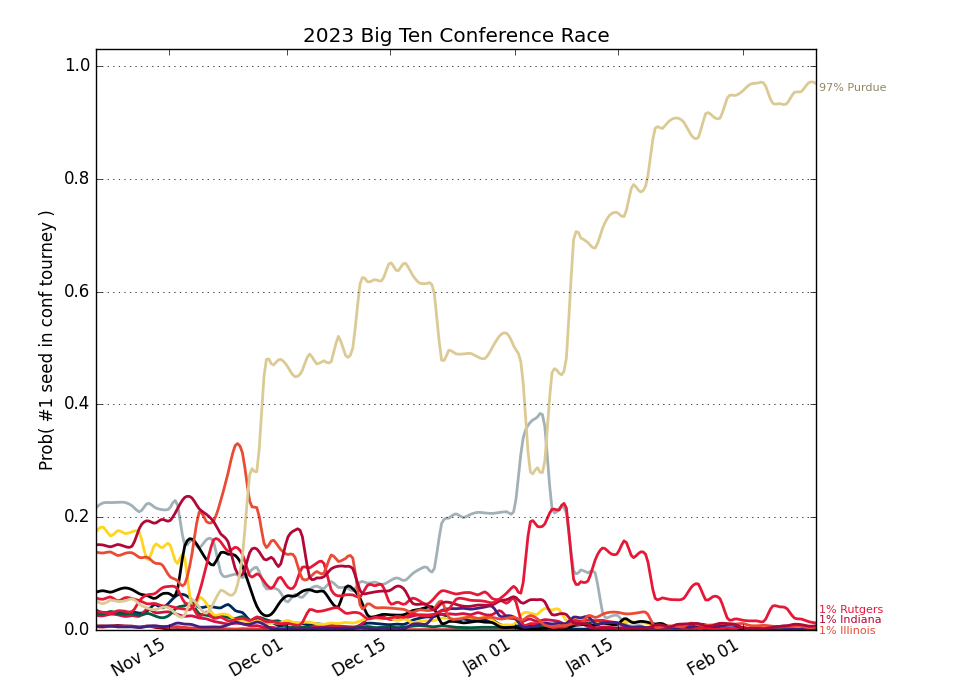 2023 Big Ten Conference Race
Prob( #1 seed in conf tourney )
1.0
0.8
0.6
0.4
0.2
0.0
97% Purdue
1% Rutgers
1% Indiana
1% Illinois
Nov 15
Dec 01
Dec 15
Jan 01
Jan 15
Feb 01